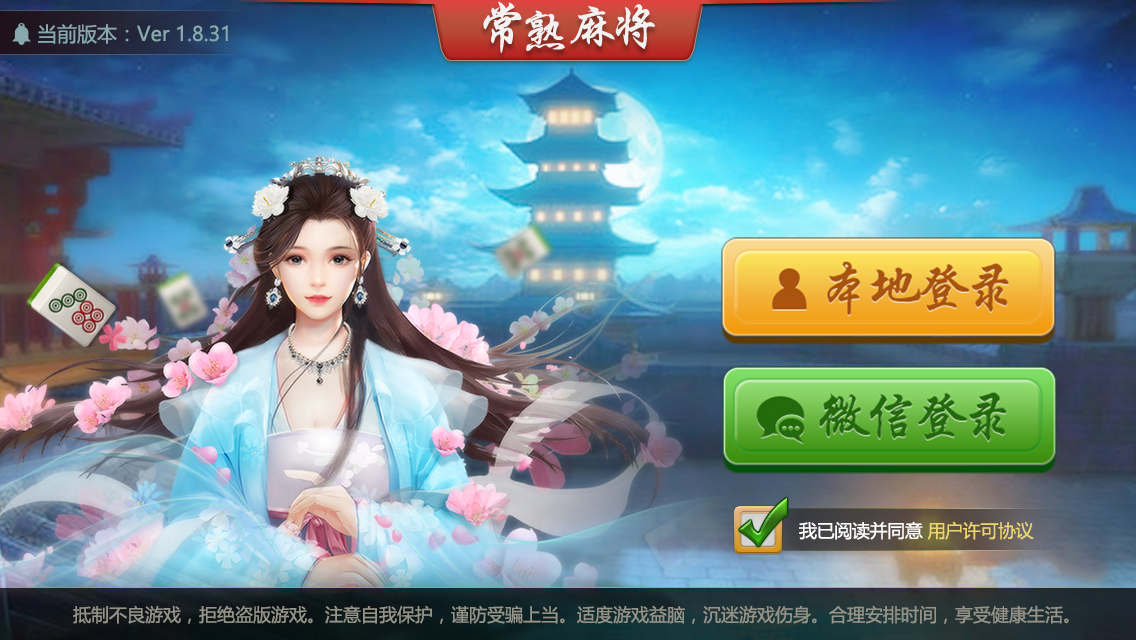 当前版本：Ver 1.8.31
常熟麻将
本地登录
微信登录
我已阅读并同意 用户许可协议
抵制不良游戏，拒绝盗版游戏。注意自我保护，谨防受骗上当。适度游戏益脑，沉迷游戏伤身。合理安排时间，享受健康生活。